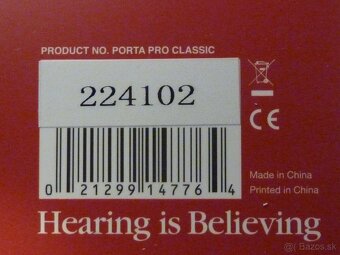 PRODUCT NO. PORTA PRO CLASSIC
224102
CE
0 21299 14776 4
Made in China
Printed in China
Hearing is Believing
Bazos.sk